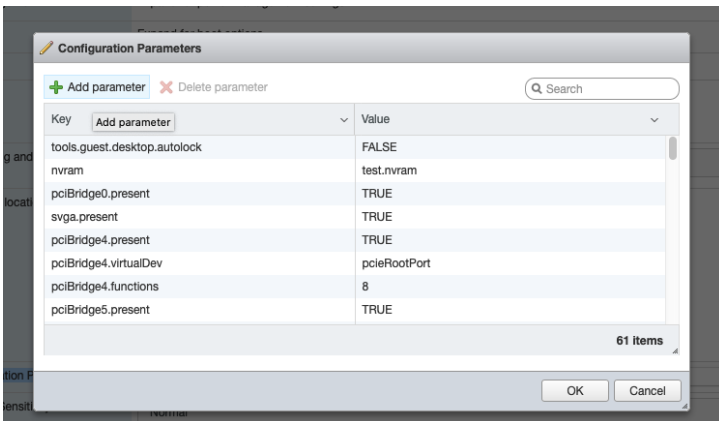 Configuration Parameters
Add parameter Delete parameter Search
Key Value
Add parameter
tools.guest.desktop.autolock FALSE
nvram test.nvram
pciBridge0.present TRUE
svga.present TRUE
pciBridge4.present TRUE
pciBridge4.virtualDev pcieRootPort
pciBridge4.functions 8
pciBridge5.present TRUE
61 items
OK Cancel
Normal